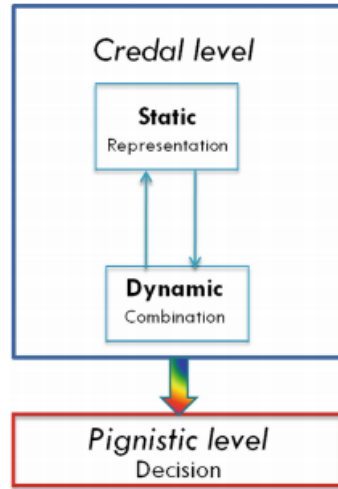 Credal level
Static
Representation
Dynamic
Combination
Pignistic level
Decision